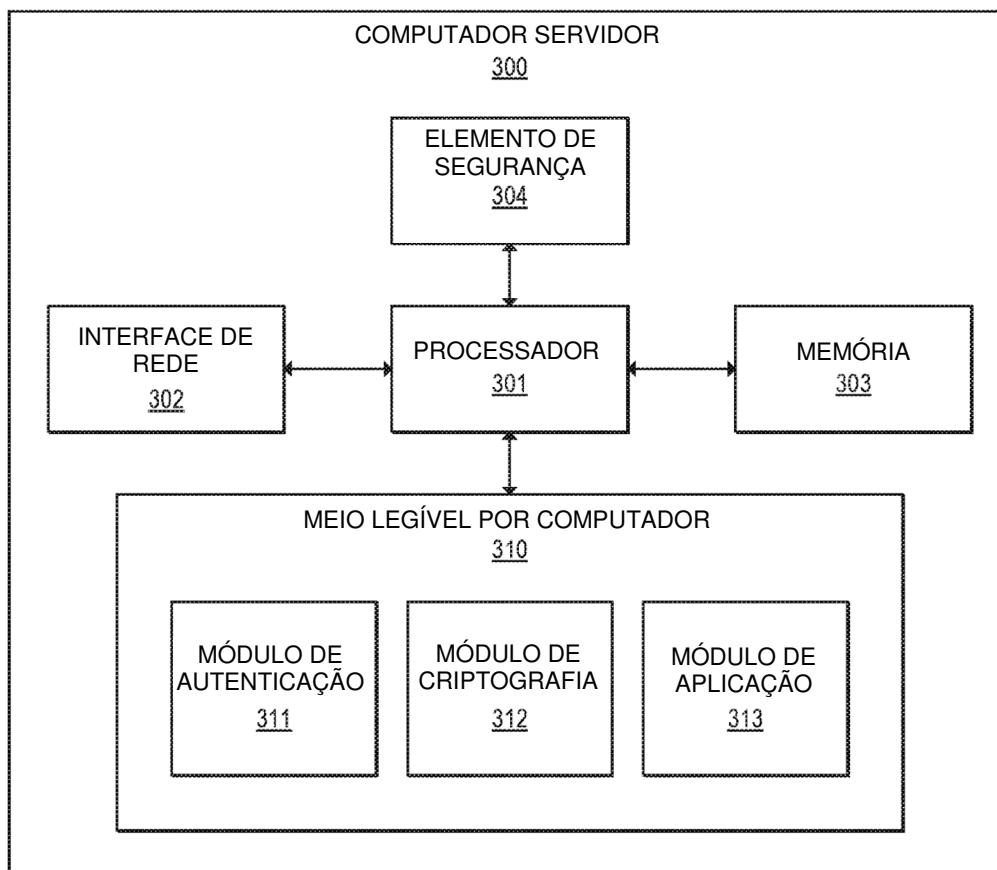 COMPUTADOR SERVIDOR
300
ELEMENTO DE
SEGURANÇA
304
INTERFACE DE
REDE
302
PROCESSADOR
301
MEMÓRIA
303
MEIO LEGÍVEL POR COMPUTADOR
310
MÓDULO DE
AUTENTICAÇÃO
311
MÓDULO DE
CRIPTOGRAFIA
312
MÓDULO DE
APLICAÇÃO
313